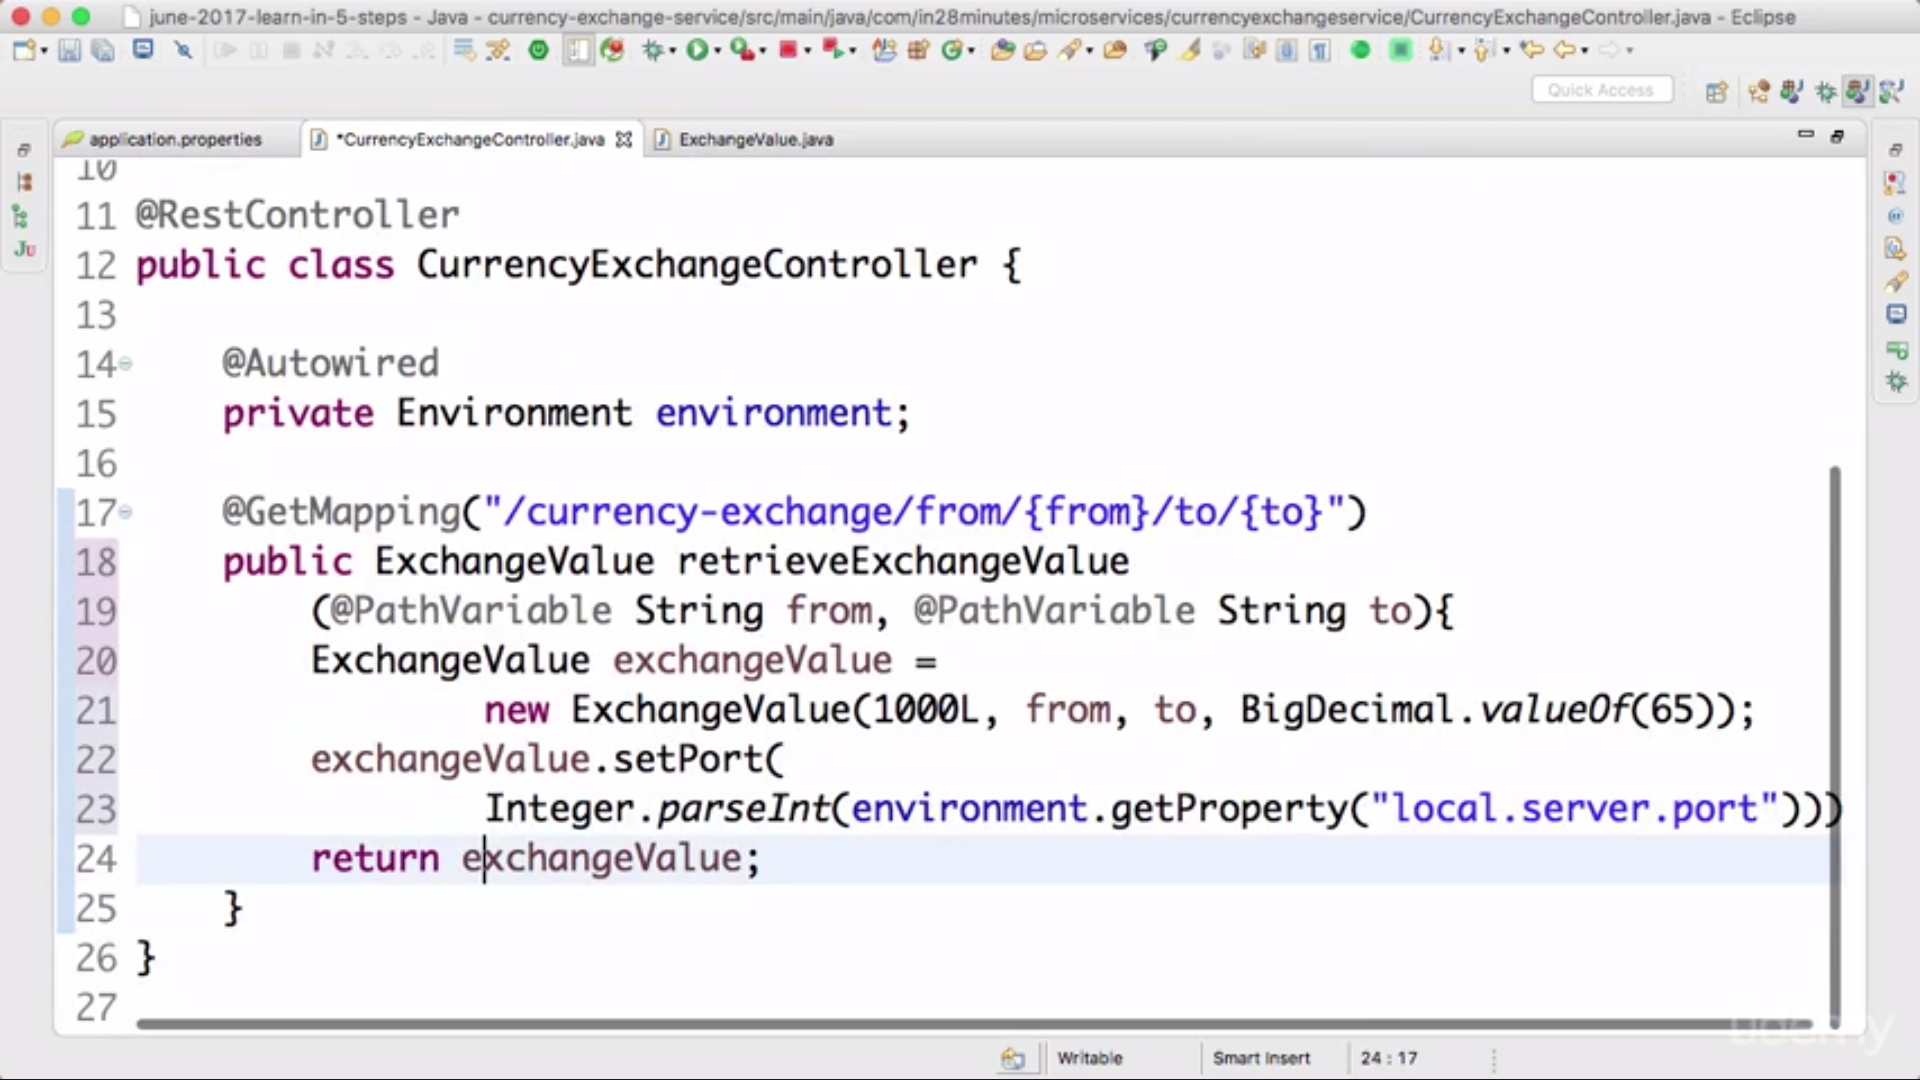 june-2017-learn-in-5-steps - Java - currency-exchange-service/src/main/java/com/in28minutes/microservices/currencyexchangeservice/CurrencyExchangeController.java - Eclipse
Quick Access
application.properties *CurrencyExchangeController.java ExchangeValue.java
10
11 @RestController
12 public class CurrencyExchangeController {
13
14 @Autowired
15 private Environment environment;
16
17 @GetMapping("/currency-exchange/from/{from}/to/{to}")
18 public ExchangeValue retrieveExchangeValue
19 (@PathVariable String from, @PathVariable String to){
20 ExchangeValue exchangeValue =
21 new ExchangeValue(1000L, from, to, BigDecimal.valueOf(65));
22 exchangeValue.setPort(
23 Integer.parseInt(environment.getProperty("local.server.port")))
24 return exchangeValue;
25 }
26 }
27
Ju
udemy
Writable Smart Insert 24 : 17